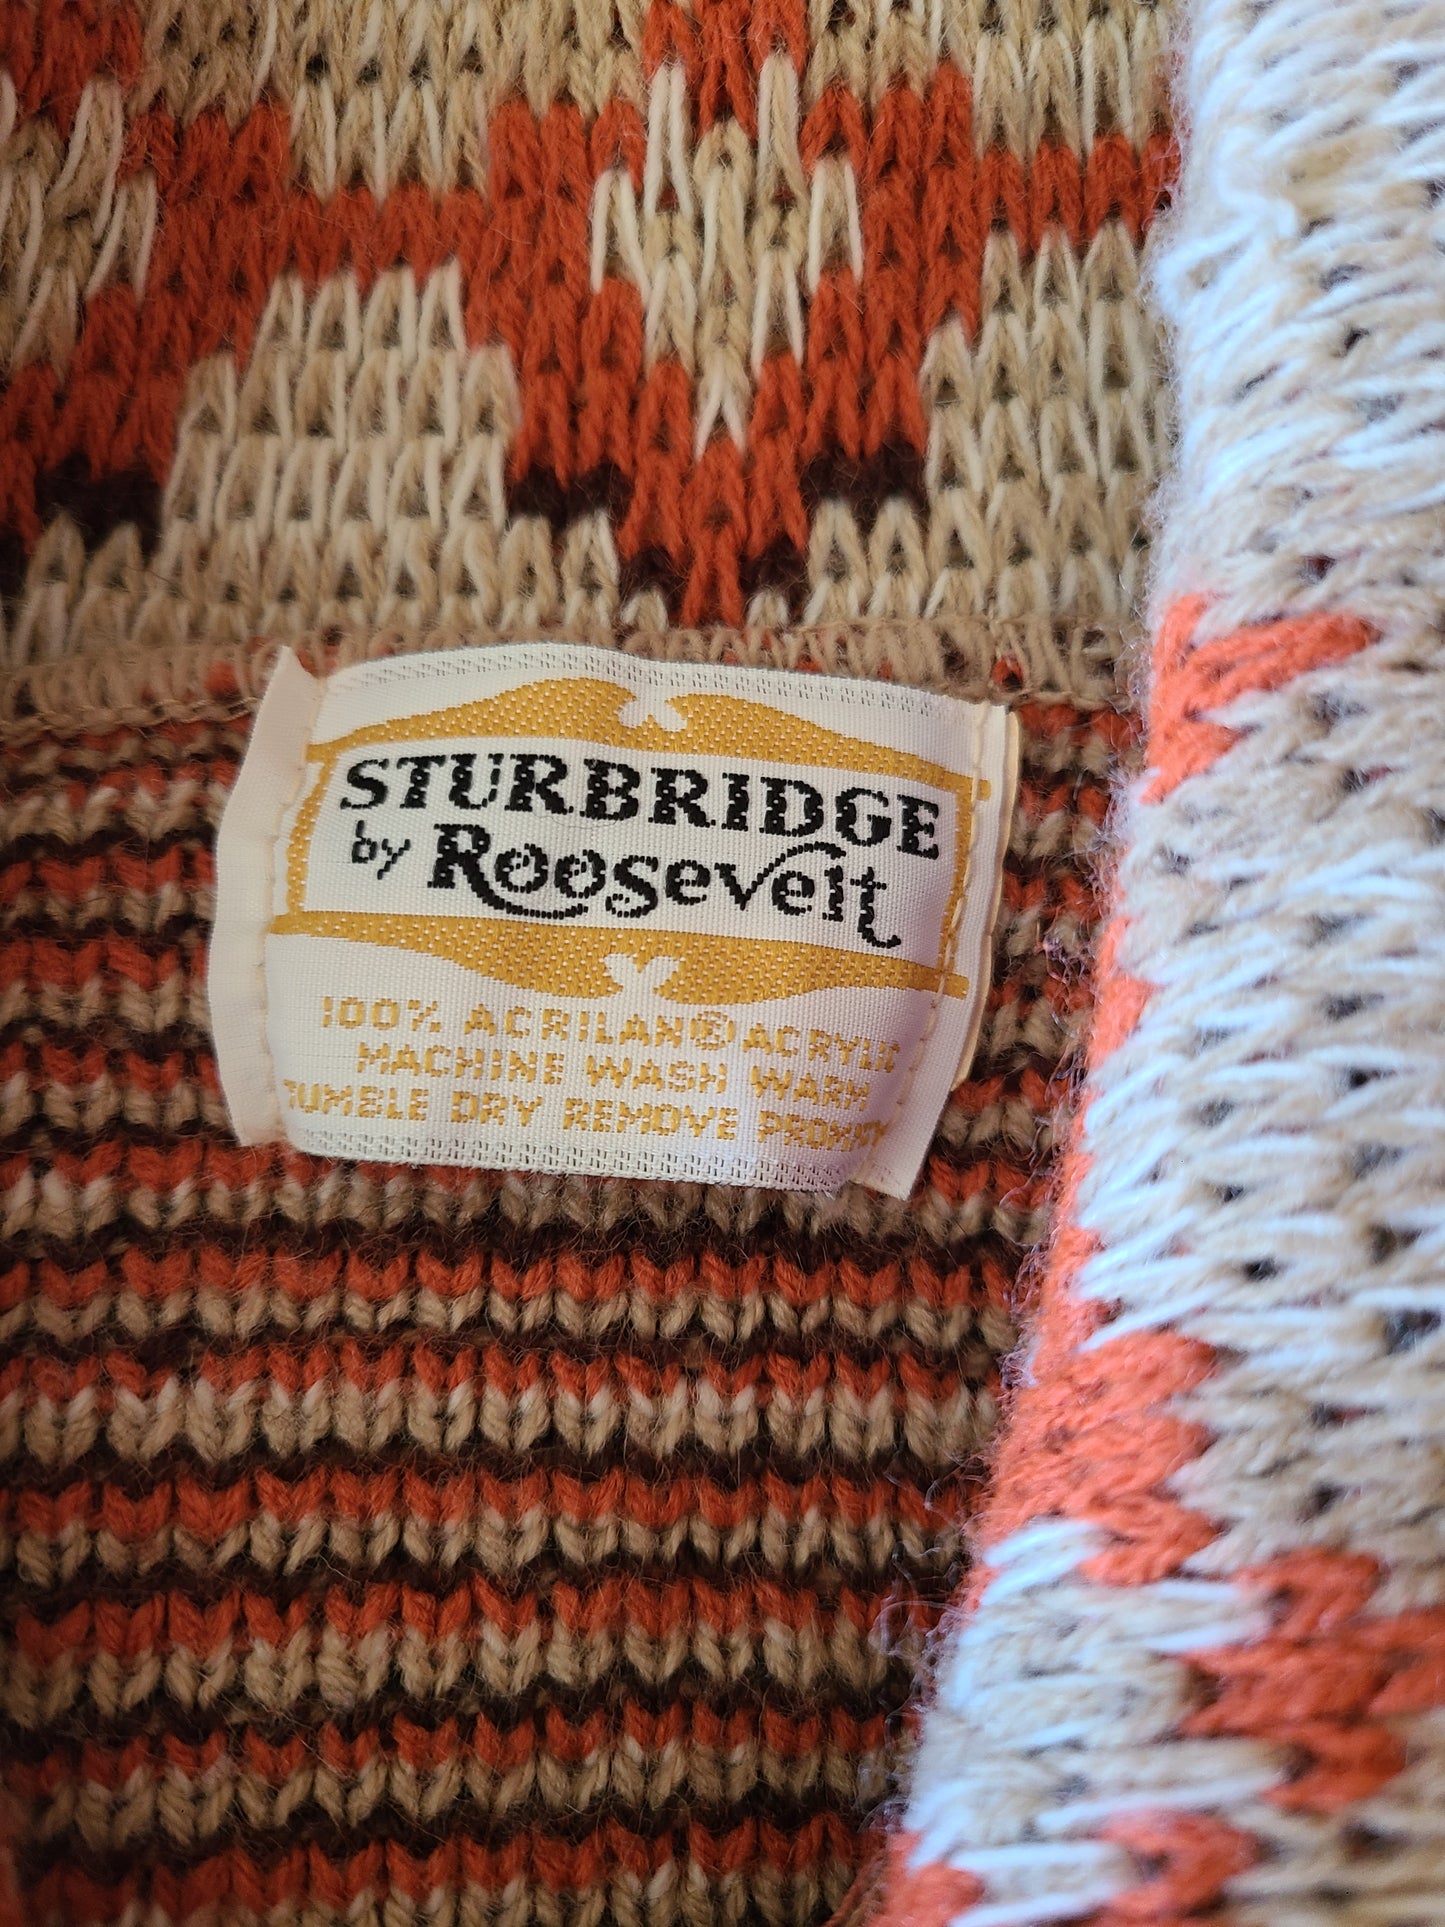 STURBRIDGE
by Roosevelt
100% ACRILAN® ACRYLIC
MACHINE WASH WARM
TUMBLE DRY REMOVE PROMPTLY